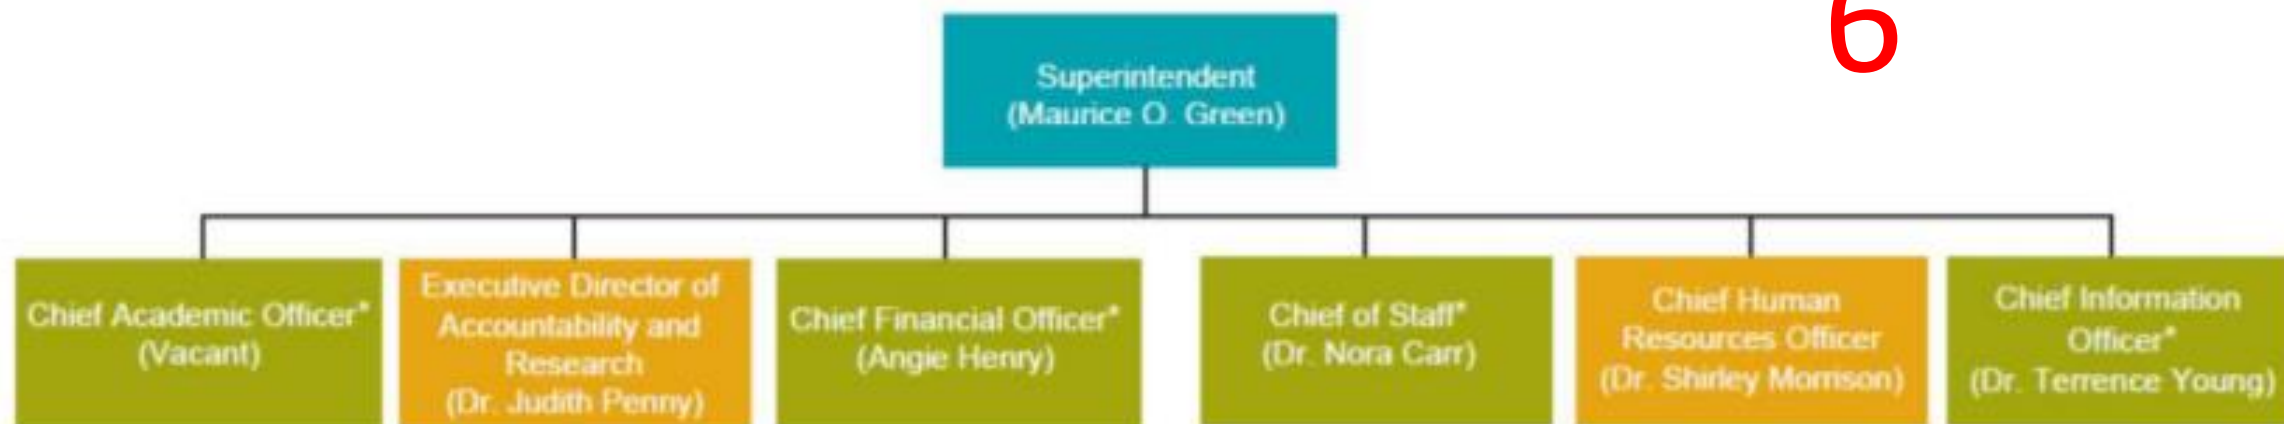 6
Superintendent
(Maurice O. Green)
Chief Academic Officer*
(Vacant)
Executive Director of
Accountability and
Research
(Dr. Judith Penny)
Chief Financial Officer*
(Angie Henry)
Chief of Staff*
(Dr. Nora Carr)
Chief Human
Resources Officer
(Dr. Shirley Morrison)
Chief Information
Officer*
(Dr. Terrence Young)